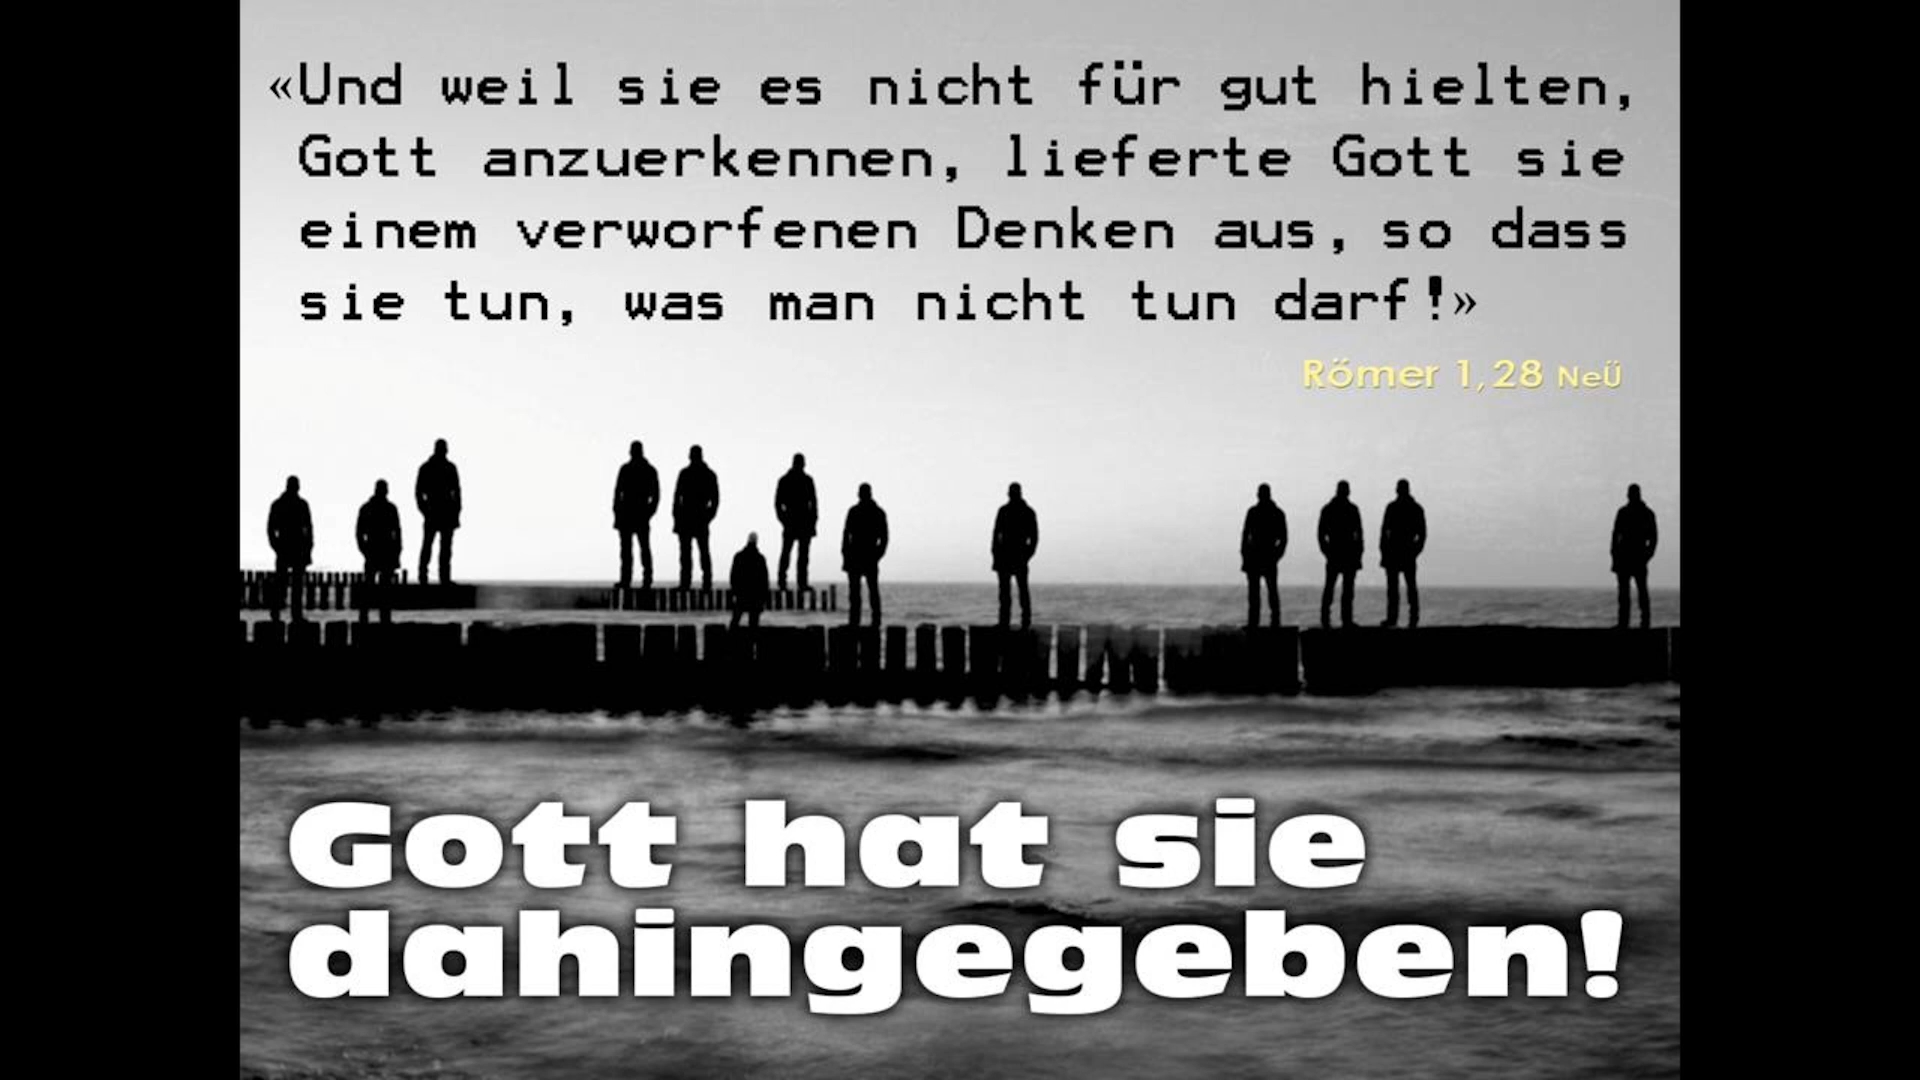 «Und weil sie es nicht für gut hielten,
Gott anzuerkennen, lieferte Gott sie
einem verworfenen Denken aus, so dass
sie tun, was man nicht tun darf!»
Römer 1,28 NeÜ
Gott hat sie
dahingegeben!